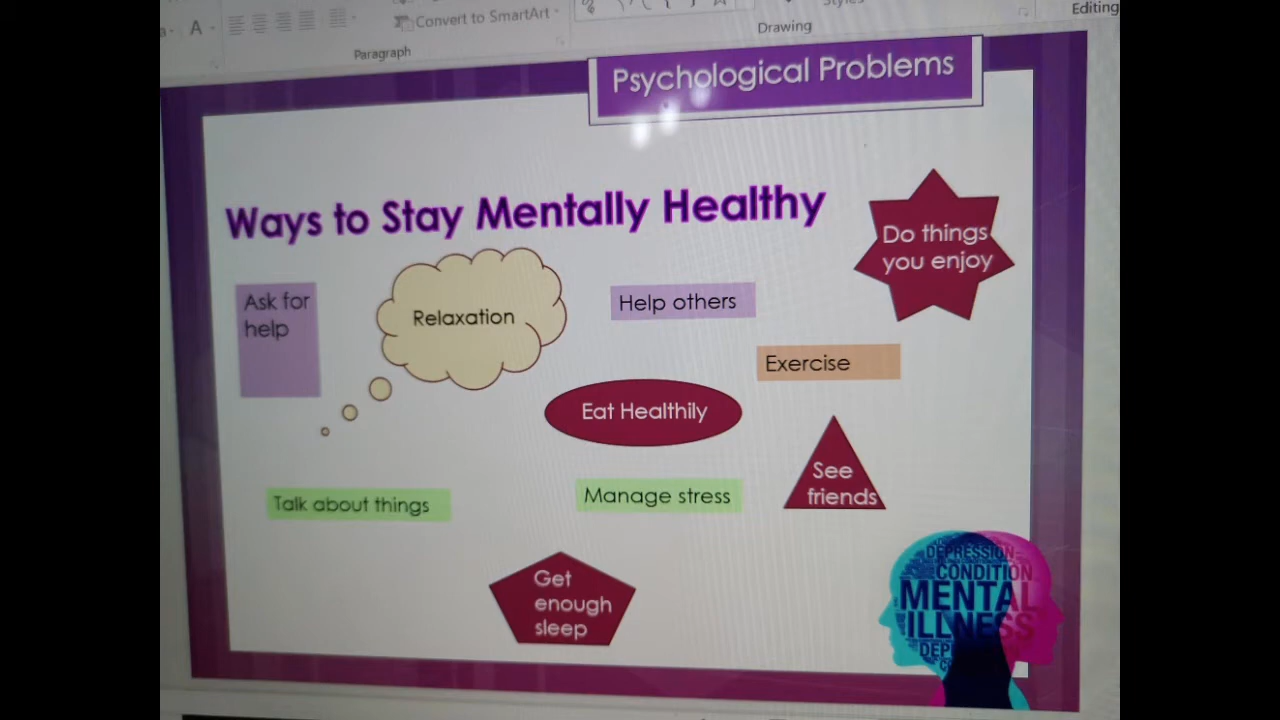 Convert to SmartArt
Paragraph
Drawing
Editing
Psychological Problems
Ways to Stay Mentally Healthy
Do things
you enjoy
Ask for
help
Relaxation
Help others
Exercise
Eat Healthily
See
friends
Talk about things
Manage stress
Get
enough
sleep
DEPRESSION
CONDITION
MENTAL
ILLNESS